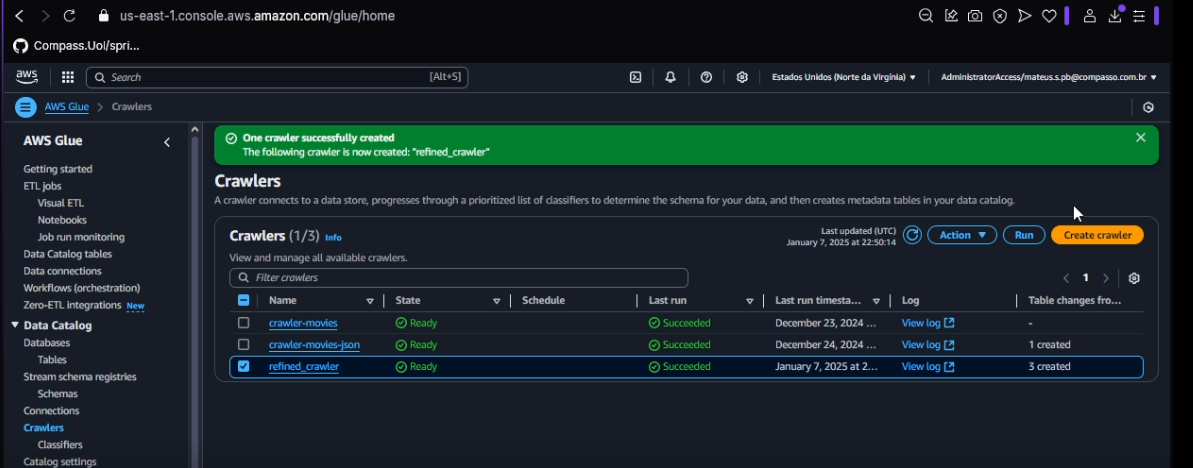 us-east-1.console.aws.amazon.com/glue/home
Compass.Uol/spri...
aws
Search [Alt+S]
Estados Unidos (Norte da Virgínia)
AdministratorAccess/mateus.s.pb@compasso.com.br
AWS Glue > Crawlers
AWS Glue
Getting started
ETL jobs
Visual ETL
Notebooks
Job run monitoring
Data Catalog tables
Data connections
Workflows (orchestration)
Zero-ETL integrations New
Data Catalog
Databases
Tables
Stream schema registries
Schemas
Connections
Crawlers
Classifiers
Catalog settings
One crawler successfully created
The following crawler is now created: "refined_crawler"
Crawlers
A crawler connects to a data store, progresses through a prioritized list of classifiers to determine the schema for your data, and then creates metadata tables in your data catalog.
Crawlers (1/3) Info
Last updated (UTC)
January 7, 2025 at 22:50:14
Action
Run
Create crawler
View and manage all available crawlers.
Filter crawlers
1
Name State Schedule Last run Last run timesta... Log Table changes fro...
crawler-movies Ready Succeeded December 23, 2024 ... View log -
crawler-movies-json Ready Succeeded December 24, 2024 ... View log 1 created
refined_crawler Ready Succeeded January 7, 2025 at 2... View log 3 created